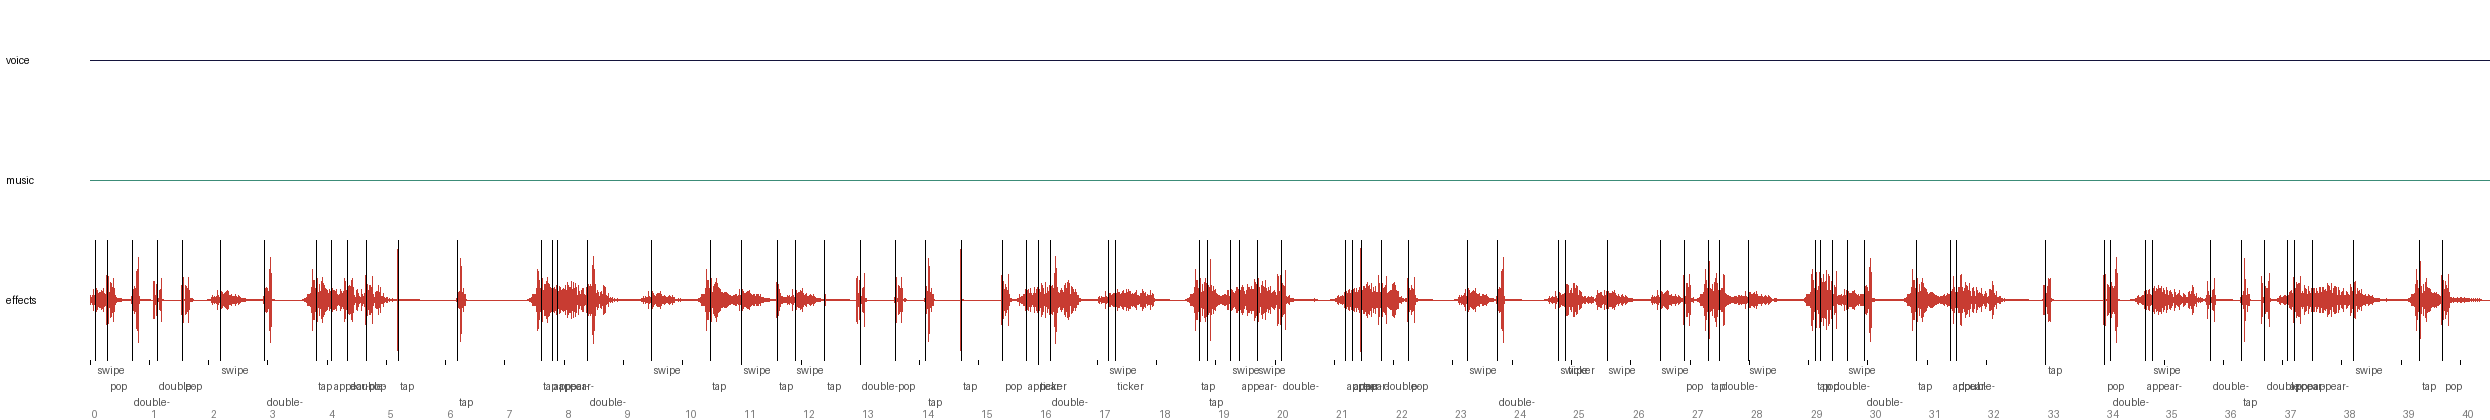 voice
music
effects
swipe swipe swipe swipe swipe swipe swipe swipe swipe swipe swipe swipe swipe swipe tap swipe swipe
pop double- pop tap appear- double- pop tap tap appear- tap tap tap double- pop tap pop appear- ticker ticker tap appear- double- double- pop pop tap double- tap pop double- tap appear- double- pop appear- double- double- appear- appear- tap pop
double- double- tap double- tap double- tap double- double- double- tap
0 1 2 3 4 5 6 7 8 9 10 11 12 13 14 15 16 17 18 19 20 21 22 23 24 25 26 27 28 29 30 31 32 33 34 35 36 37 38 39 40